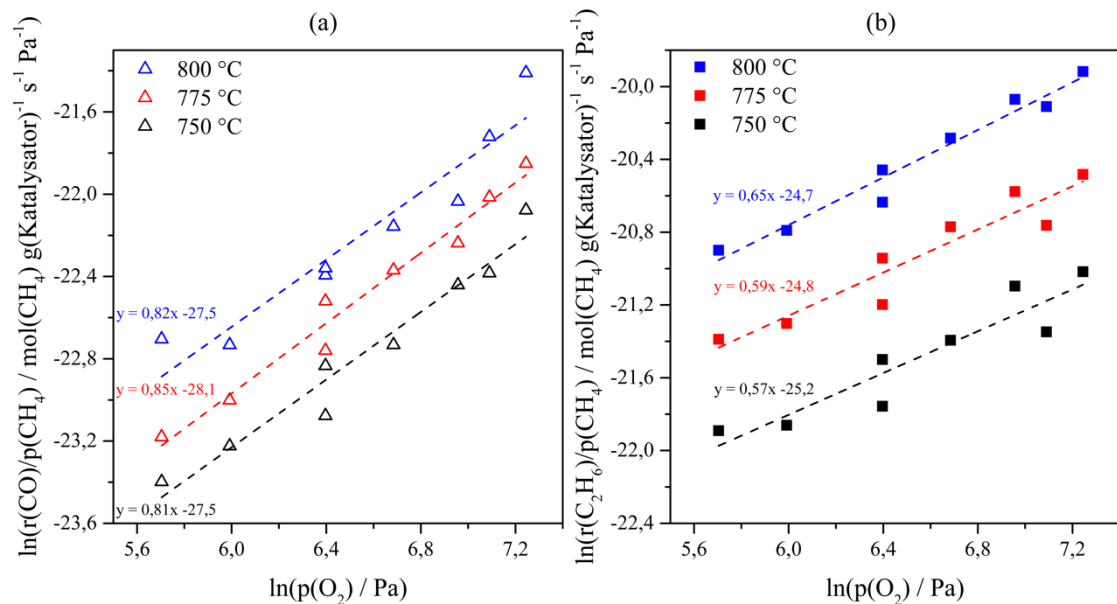 (a)
ln(r(CO)/p(CH₄) / mol(CH₄) g(Katalysator)⁻¹ s⁻¹ Pa⁻¹)
800 °C
775 °C
750 °C
-21,6
-22,0
-22,4
-22,8
-23,2
-23,6
y = 0,82x -27,5
y = 0,85x -28,1
y = 0,81x -27,5
5,6
6,0
6,4
6,8
7,2
ln(p(O₂) / Pa)
(b)
ln(r(C₂H₆)/p(CH₄) / mol(CH₄) g(Katalysator)⁻¹ s⁻¹ Pa⁻¹)
800 °C
775 °C
750 °C
-20,0
-20,4
-20,8
-21,2
-21,6
-22,0
-22,4
y = 0,65x -24,7
y = 0,59x -24,8
y = 0,57x -25,2
5,6
6,0
6,4
6,8
7,2
ln(p(O₂) / Pa)